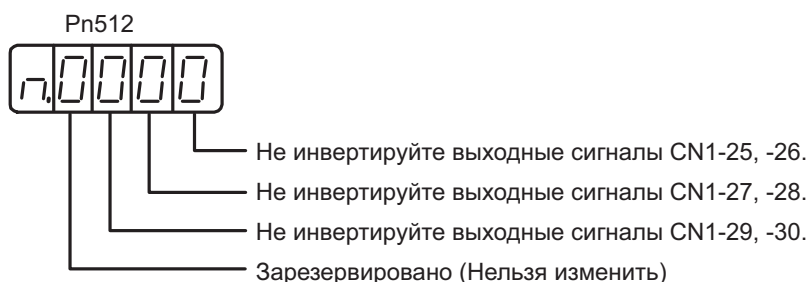 Pn512
n.0000
Не инвертируйте выходные сигналы CN1-25, -26.
Не инвертируйте выходные сигналы CN1-27, -28.
Не инвертируйте выходные сигналы CN1-29, -30.
Зарезервировано (Нельзя изменить)